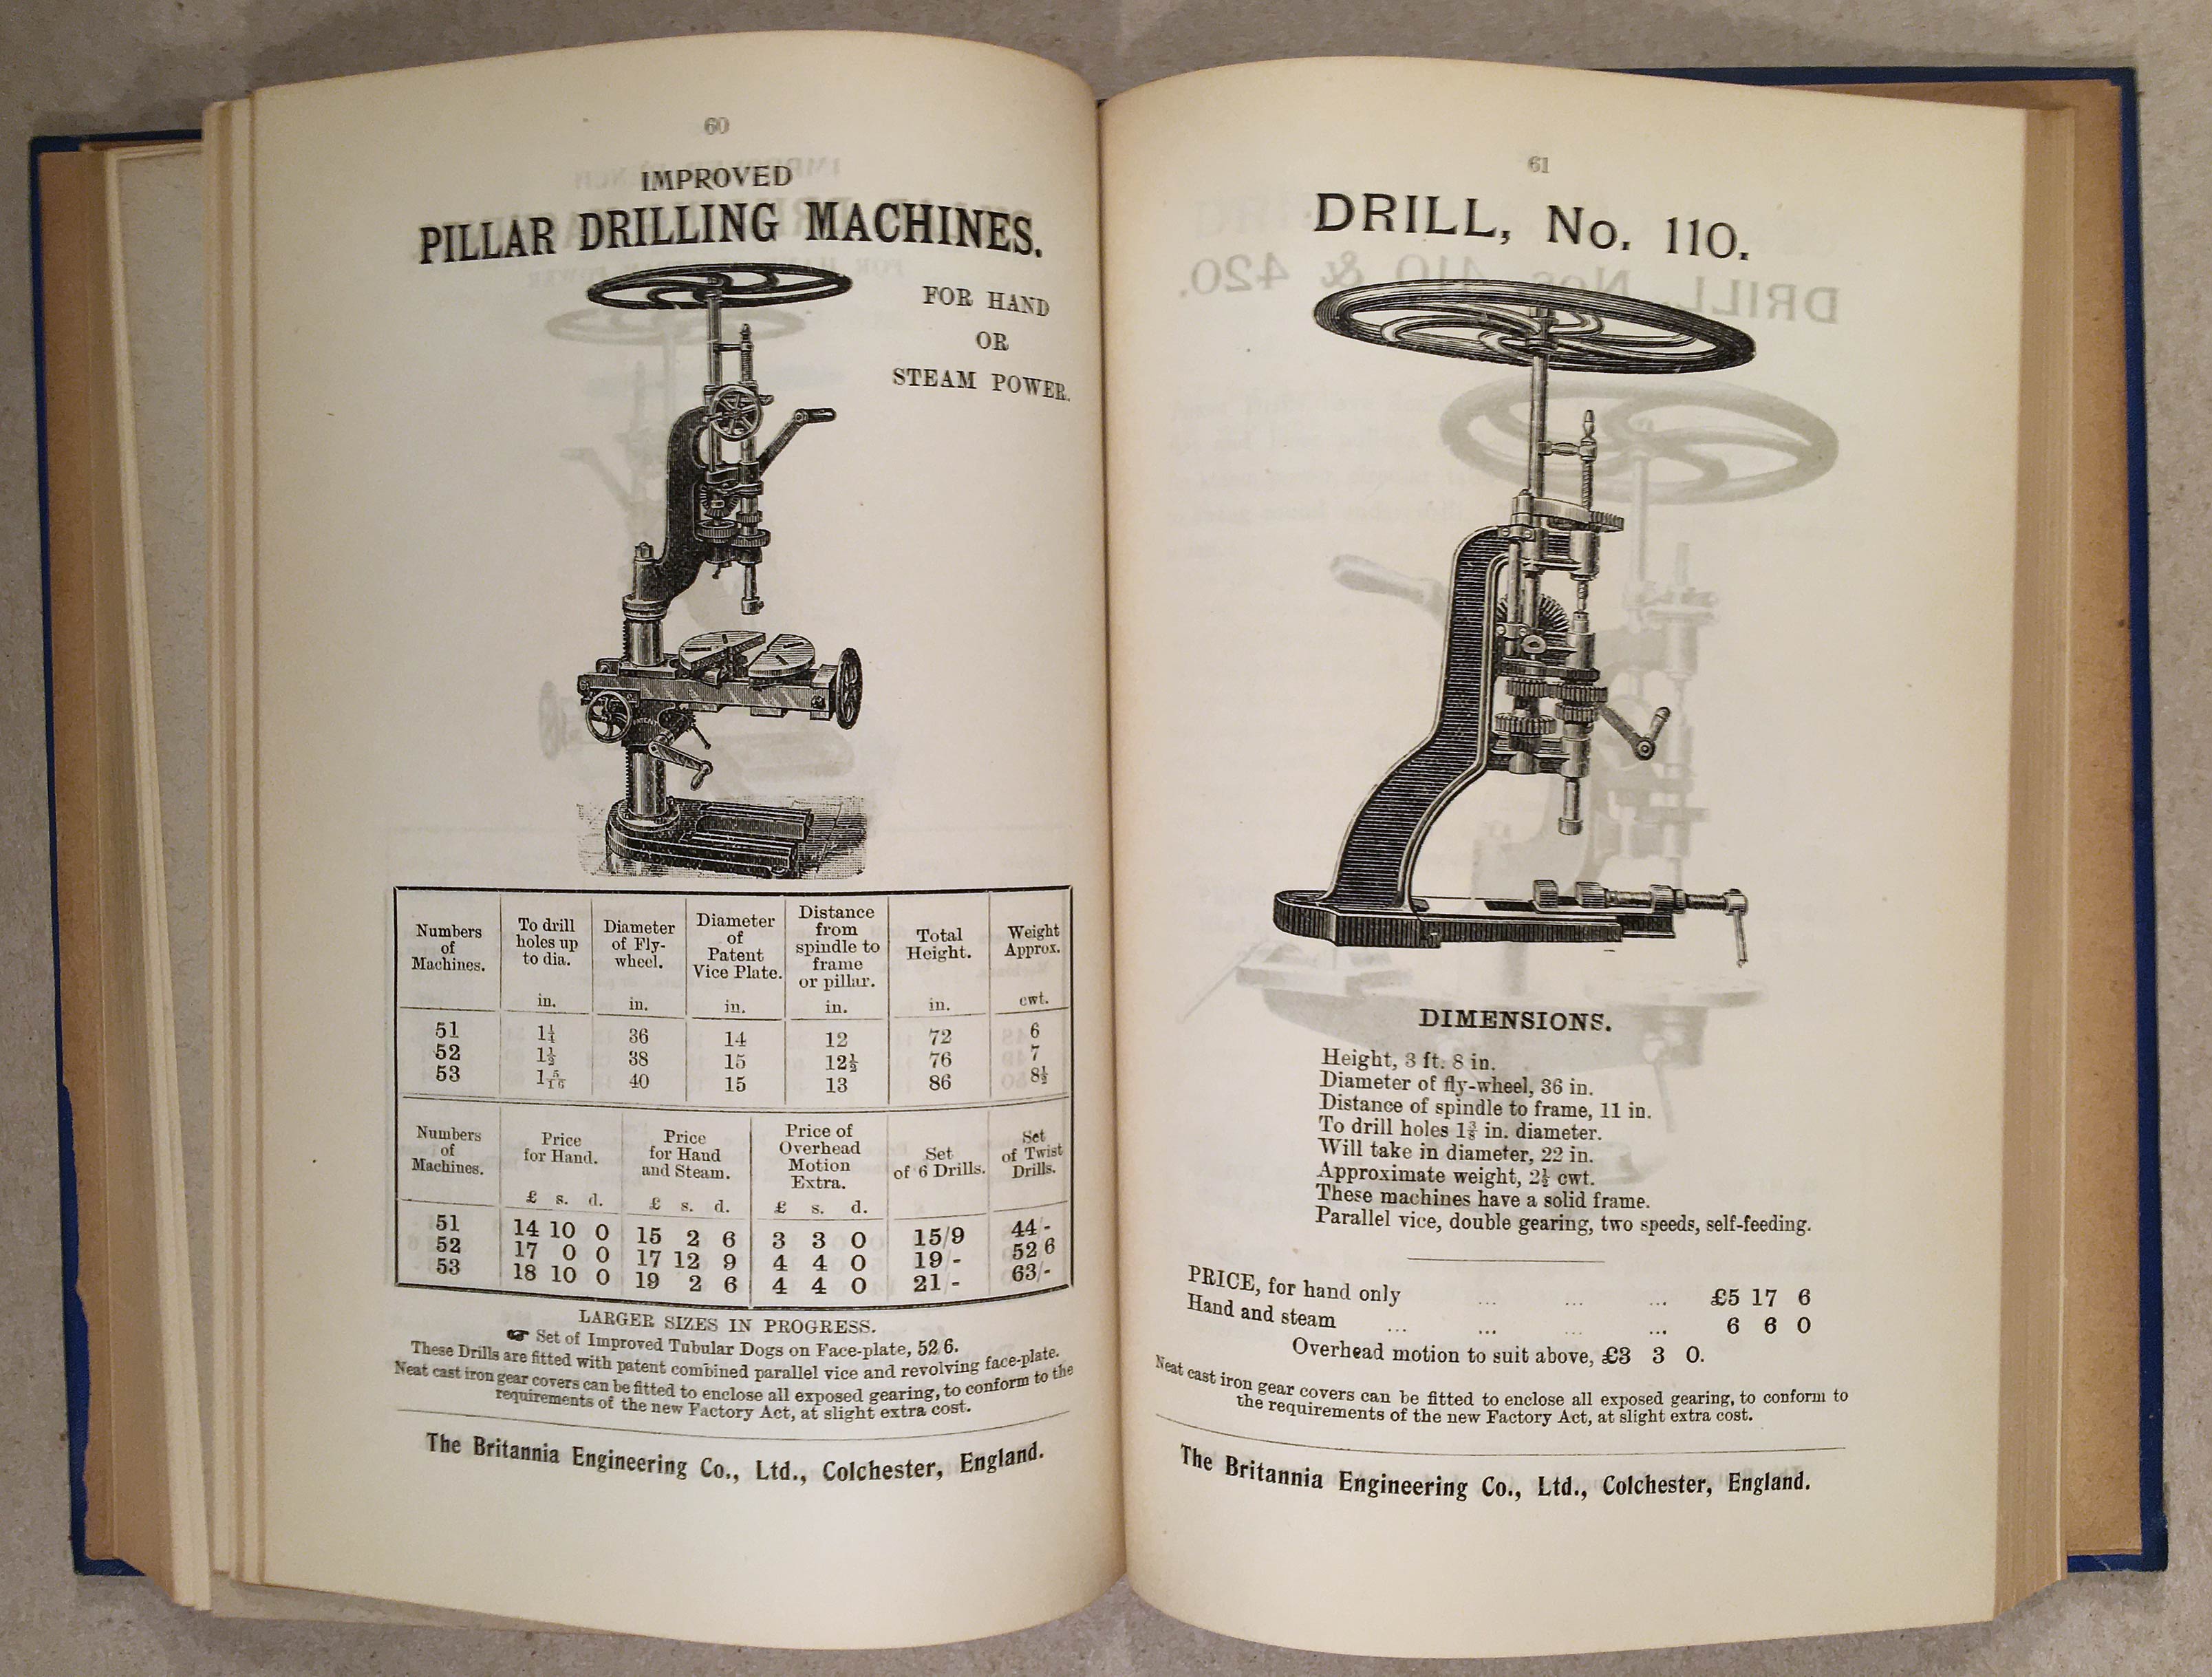 60
IMPROVED
PILLAR DRILLING MACHINES.
FOR HAND
OR
STEAM POWER.
Numbers of Machines. To drill holes up to dia. in. Diameter of Fly-wheel. in. Diameter of Patent Vice Plate. in. Distance from spindle to frame or pillar. in. Total Height. in. Weight Approx. cwt.
51 1¼ 36 14 12 72 6
52 1½ 38 15 12½ 76 7
53 1 5/16 40 15 13 86 8½
Numbers of Machines. Price for Hand. £ s. d. Price for Hand and Steam. £ s. d. Price of Overhead Motion Extra. £ s. d. Set of 6 Drills. Set of Twist Drills.
51 14 10 0 15 2 6 3 3 0 15/9 44/-
52 17 0 0 17 12 9 4 4 0 19/- 52 6
53 18 10 0 19 2 6 4 4 0 21/- 63/-
LARGER SIZES IN PROGRESS.
☞ Set of Improved Tubular Dogs on Face-plate, 52/6.
These Drills are fitted with patent combined parallel vice and revolving face-plate.
Neat cast iron gear covers can be fitted to enclose all exposed gearing, to conform to the
requirements of the new Factory Act, at slight extra cost.
The Britannia Engineering Co., Ltd., Colchester, England.
61
DRILL, No. 110.
DIMENSIONS.
Height, 3 ft. 8 in.
Diameter of fly-wheel, 36 in.
Distance of spindle to frame, 11 in.
To drill holes 1⅜ in. diameter.
Will take in diameter, 22 in.
Approximate weight, 2½ cwt.
These machines have a solid frame.
Parallel vice, double gearing, two speeds, self-feeding.
PRICE, for hand only ... ... ... £5 17 6
Hand and steam ... ... ... ... 6 6 0
Overhead motion to suit above, £3 3 0.
Neat cast iron gear covers can be fitted to enclose all exposed gearing, to conform to
the requirements of the new Factory Act, at slight extra cost.
The Britannia Engineering Co., Ltd., Colchester, England.